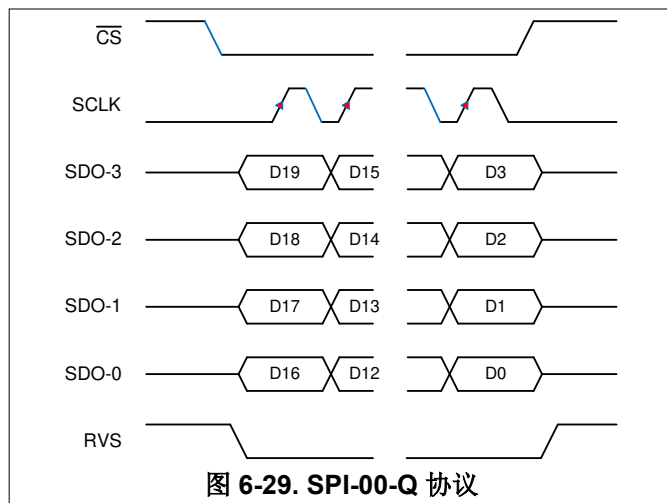 CS
SCLK
SDO-3 D19 D15 D3
SDO-2 D18 D14 D2
SDO-1 D17 D13 D1
SDO-0 D16 D12 D0
RVS
图 6-29. SPI-00-Q 协议